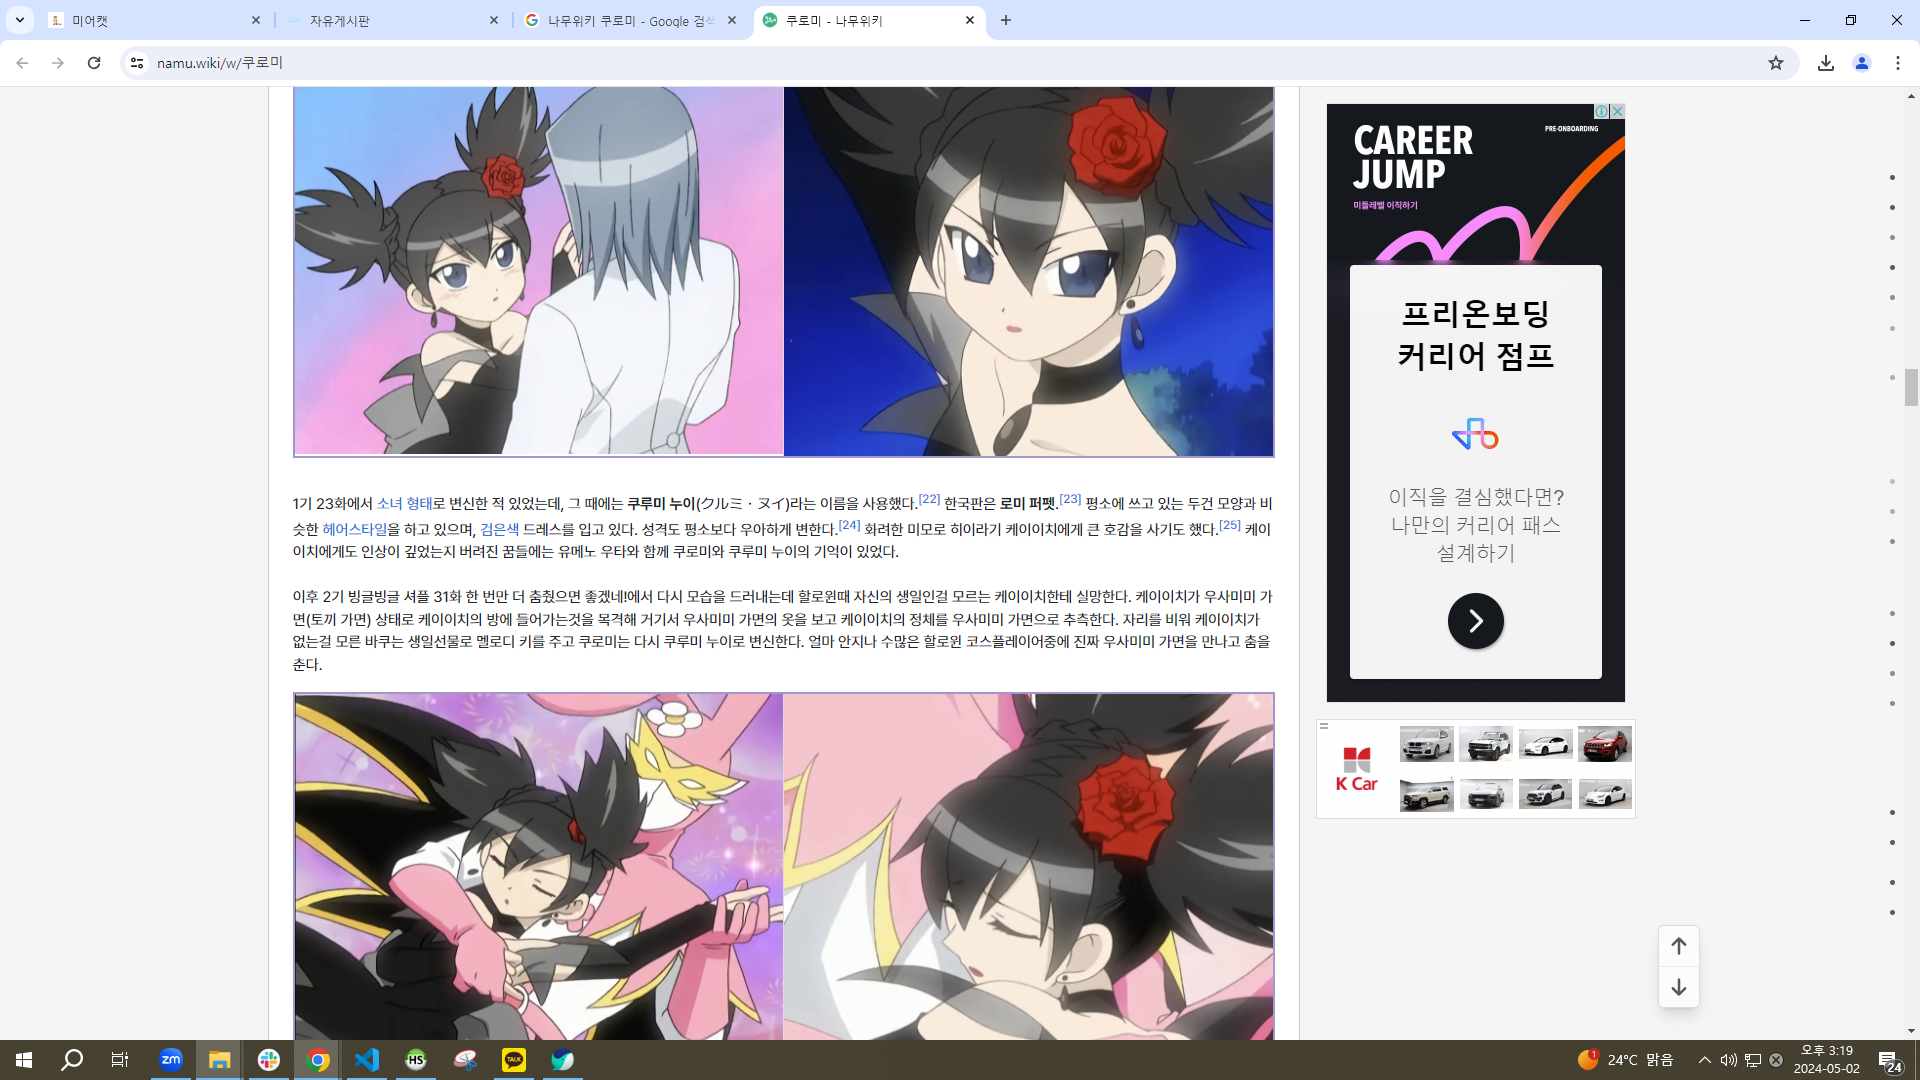 미어캣
자유게시판
나무위키 쿠로미 - Google 검색
쿠로미 - 나무위키
namu.wiki/w/쿠로미
1기 23화에서 소녀 형태로 변신한 적 있었는데, 그 때에는 쿠루미 누이(クルミ・ヌイ)라는 이름을 사용했다.[22] 한국판은 로미 퍼펫.[23] 평소에 쓰고 있는 두건 모양과 비
슷한 헤어스타일을 하고 있으며, 검은색 드레스를 입고 있다. 성격도 평소보다 우아하게 변한다.[24] 화려한 미모로 히이라기 케이이치에게 큰 호감을 사기도 했다.[25] 케이
이치에게도 인상이 깊었는지 버려진 꿈들에는 유메노 우타와 함께 쿠로미와 쿠루미 누이의 기억이 있었다.
이후 2기 빙글빙글 셔플 31화 한 번만 더 춤췄으면 좋겠네!에서 다시 모습을 드러내는데 할로윈때 자신의 생일인걸 모르는 케이이치한테 실망한다. 케이이치가 우사미미 가
면(토끼 가면) 상태로 케이이치의 방에 들어가는것을 목격해 거기서 우사미미 가면의 옷을 보고 케이이치의 정체를 우사미미 가면으로 추측한다. 자리를 비워 케이이치가
없는걸 모른 바쿠는 생일선물로 멜로디 키를 주고 쿠로미는 다시 쿠루미 누이로 변신한다. 얼마 안지나 수많은 할로윈 코스플레이어중에 진짜 우사미미 가면을 만나고 춤을
춘다.
CAREER
JUMP
PRE-ONBOARDING
미들레벨 이직하기
프리온보딩
커리어 점프
이직을 결심했다면?
나만의 커리어 패스
설계하기
K Car
zm
HS
TALK
1
24°C 맑음
오후 3:19
2024-05-02
24